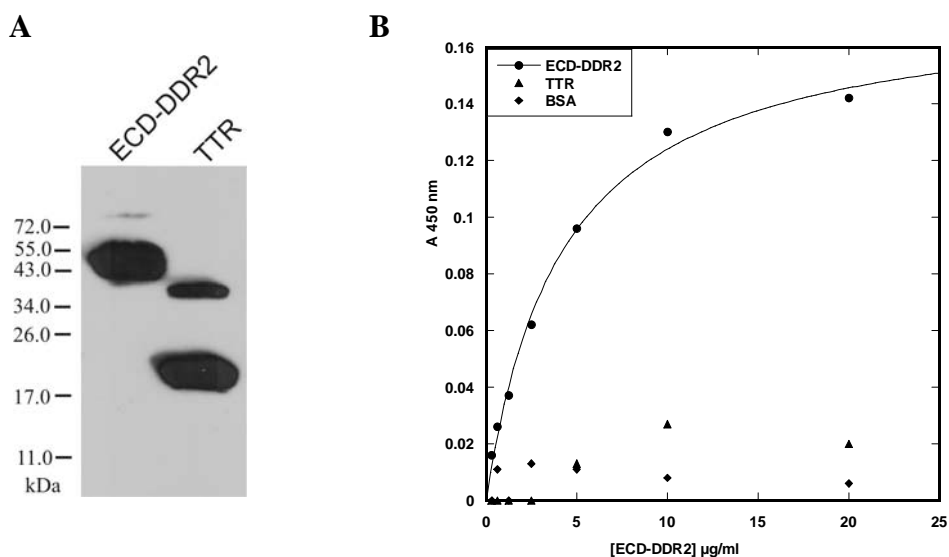 A
ECD-DDR2
TTR
72.0
55.0
43.0
34.0
26.0
17.0
11.0
kDa
B
0.16
0.14
0.12
0.1
0.08
0.06
0.04
0.02
0
A 450 nm
ECD-DDR2
TTR
BSA
0
5
10
15
20
25
[ECD-DDR2] µg/ml